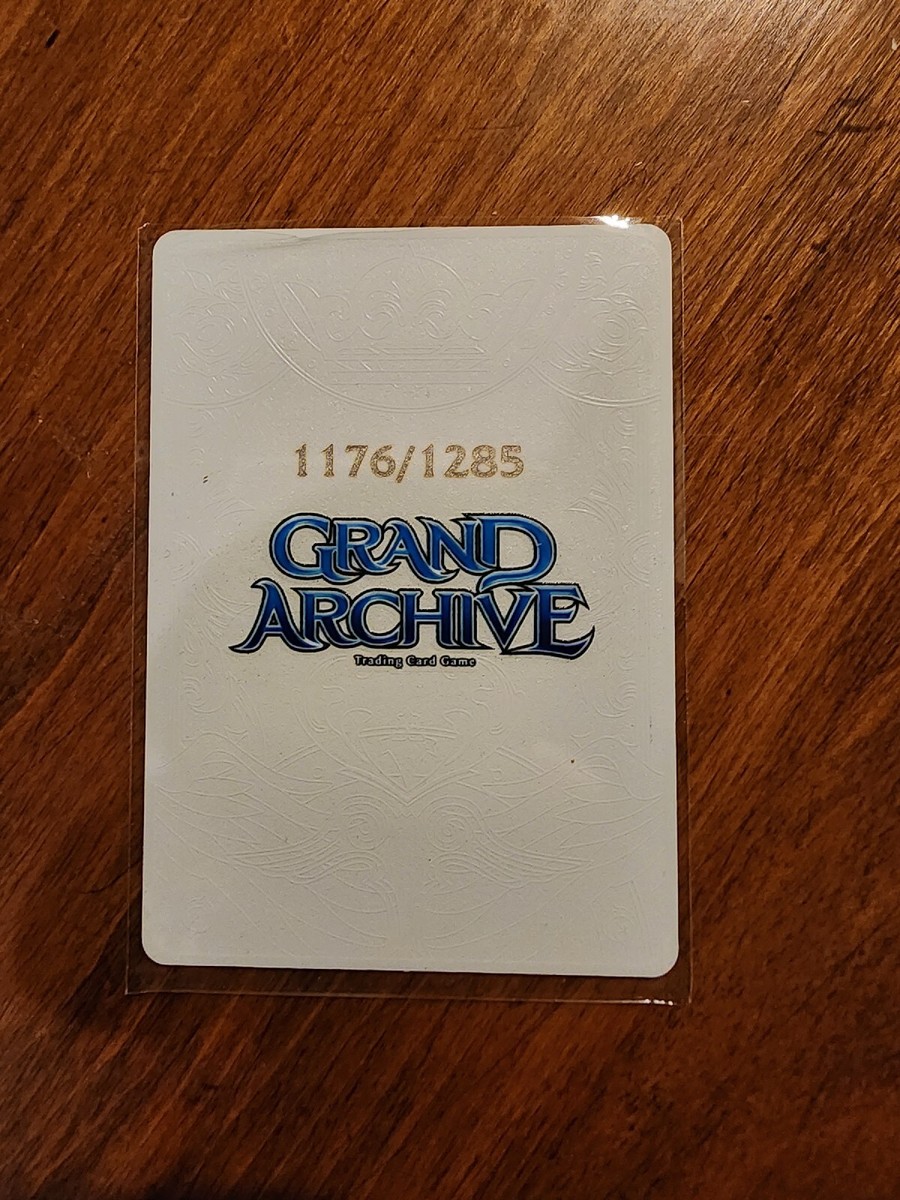 1176/1285
GRAND
ARCHIVE
Trading Card Game